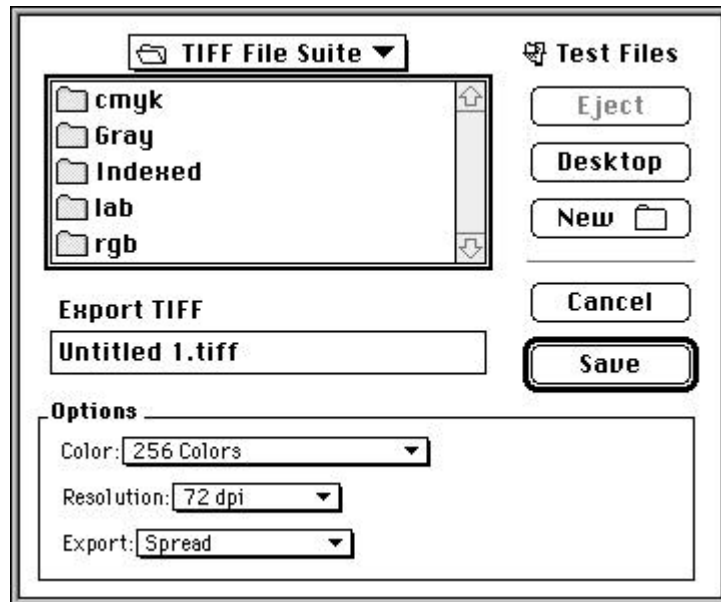 TIFF File Suite
Test Files
cmyk
Gray
Indexed
lab
rgb
Eject
Desktop
New
Export TIFF
Untitled 1.tiff
Cancel
Save
Options
Color: 256 Colors
Resolution: 72 dpi
Export: Spread